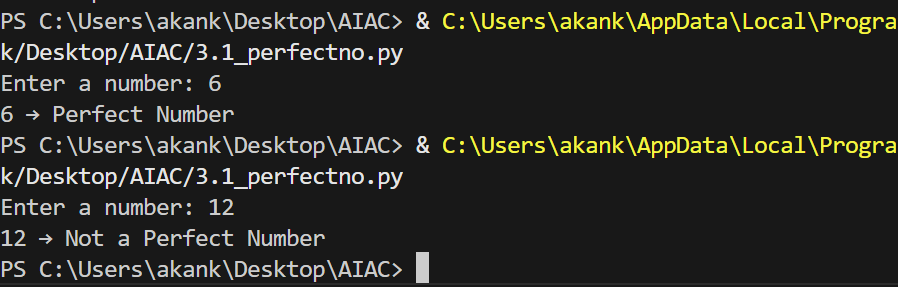 PS C:\Users\akank\Desktop\AIAC> & C:\Users\akank\AppData\Local\Progra
k/Desktop/AIAC/3.1_perfectno.py
Enter a number: 6
6 → Perfect Number
PS C:\Users\akank\Desktop\AIAC> & C:\Users\akank\AppData\Local\Progra
k/Desktop/AIAC/3.1_perfectno.py
Enter a number: 12
12 → Not a Perfect Number
PS C:\Users\akank\Desktop\AIAC>